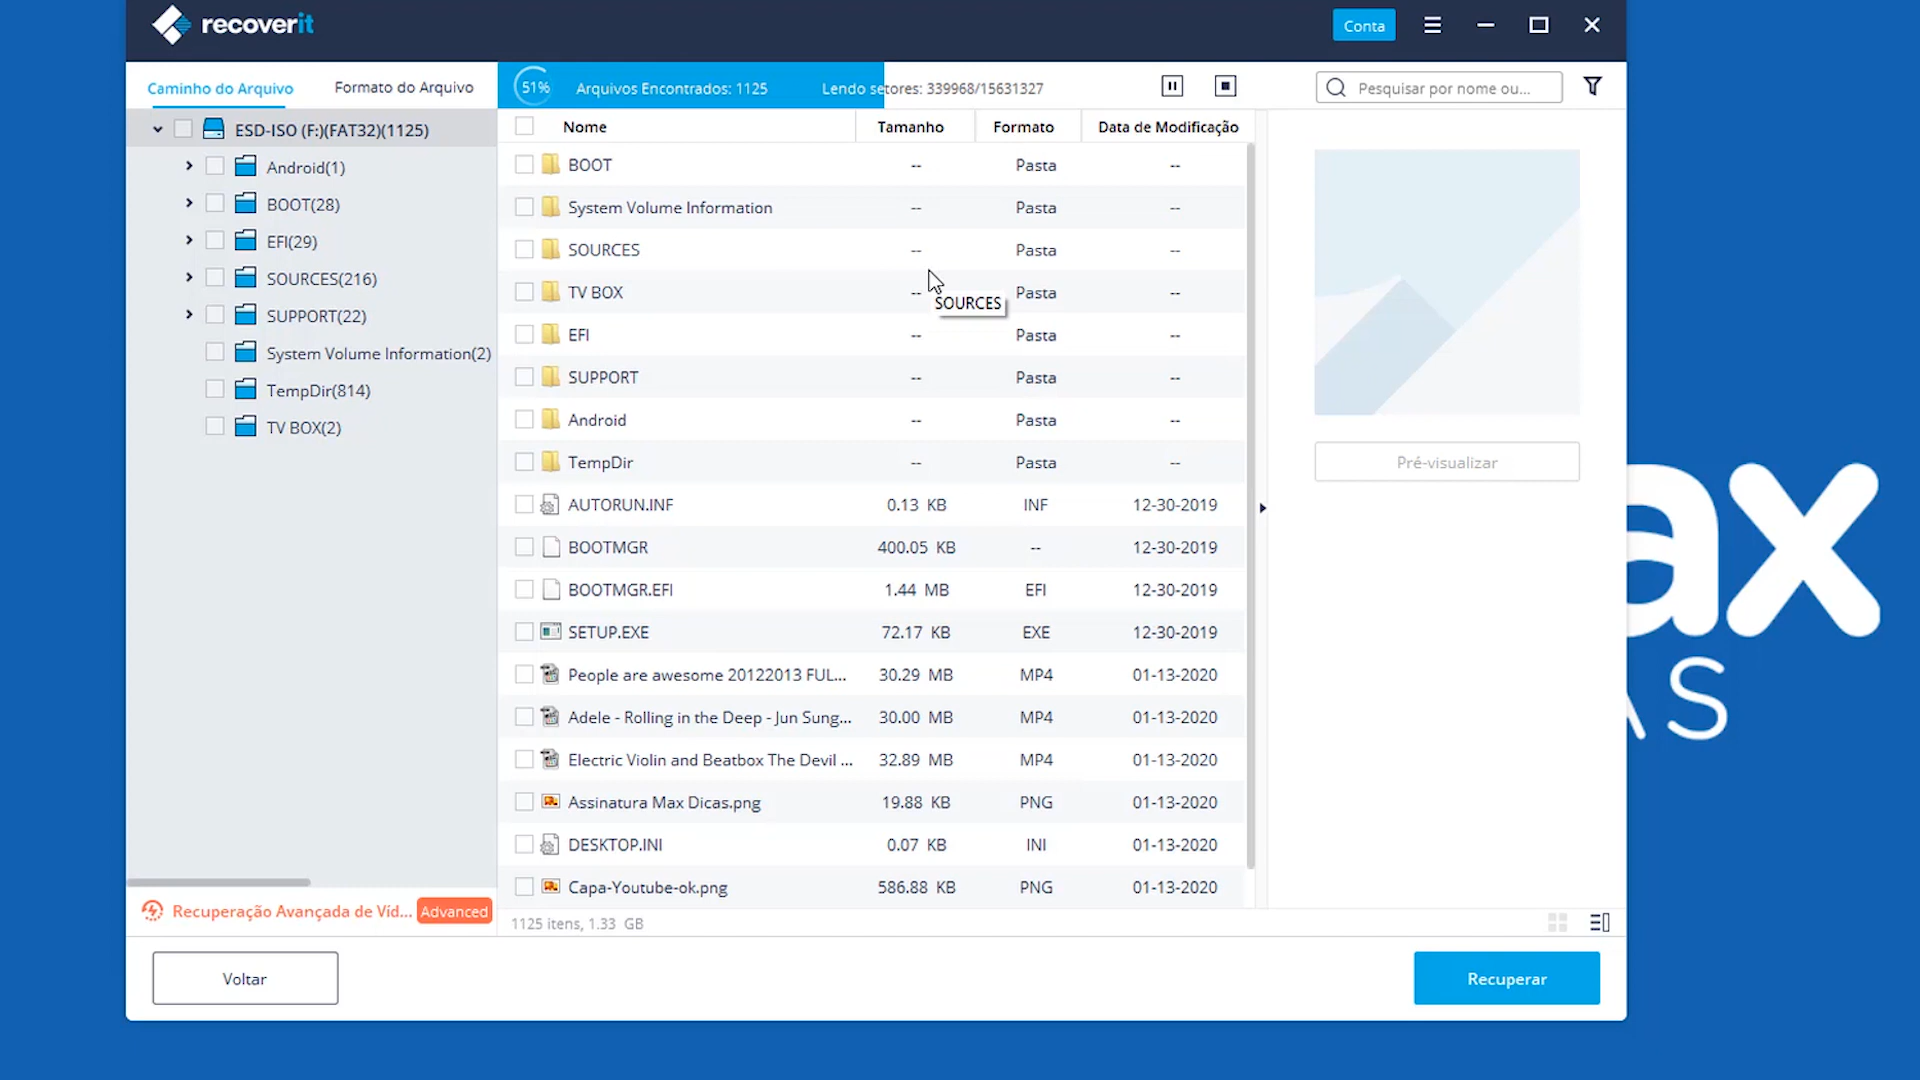 recoverit
Conta
Caminho do Arquivo
Formato do Arquivo
51%
Arquivos Encontrados: 1125
Lendo setores: 339968/15631327
Pesquisar por nome ou...
ESD-ISO (F:)(FAT32)(1125)
Android(1)
BOOT(28)
EFI(29)
SOURCES(216)
SUPPORT(22)
System Volume Information(2)
TempDir(814)
TV BOX(2)
Nome Tamanho Formato Data de Modificação
BOOT -- Pasta --
System Volume Information -- Pasta --
SOURCES -- Pasta --
TV BOX -- Pasta --
SOURCES
EFI -- Pasta --
SUPPORT -- Pasta --
Android -- Pasta --
TempDir -- Pasta --
AUTORUN.INF 0.13 KB INF 12-30-2019
BOOTMGR 400.05 KB -- 12-30-2019
BOOTMGR.EFI 1.44 MB EFI 12-30-2019
SETUP.EXE 72.17 KB EXE 12-30-2019
People are awesome 20122013 FUL... 30.29 MB MP4 01-13-2020
Adele - Rolling in the Deep - Jun Sung... 30.00 MB MP4 01-13-2020
Electric Violin and Beatbox The Devil ... 32.89 MB MP4 01-13-2020
Assinatura Max Dicas.png 19.88 KB PNG 01-13-2020
DESKTOP.INI 0.07 KB INI 01-13-2020
Capa-Youtube-ok.png 586.88 KB PNG 01-13-2020
Pré-visualizar
Recuperação Avançada de Víd... Advanced
1125 itens, 1.33 GB
Voltar
Recuperar
ax
AS